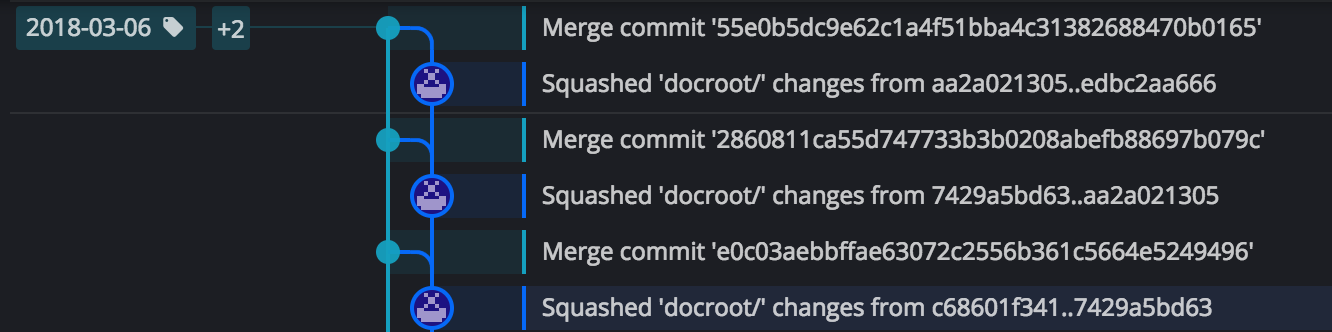 2018-03-06 +2 Merge commit '55e0b5dc9e62c1a4f51bba4c31382688470b0165'
Squashed 'docroot/' changes from aa2a021305..edbc2aa666
Merge commit '2860811ca55d747733b3b0208abefb88697b079c'
Squashed 'docroot/' changes from 7429a5bd63..aa2a021305
Merge commit 'e0c03aebbffae63072c2556b361c5664e5249496'
Squashed 'docroot/' changes from c68601f341..7429a5bd63